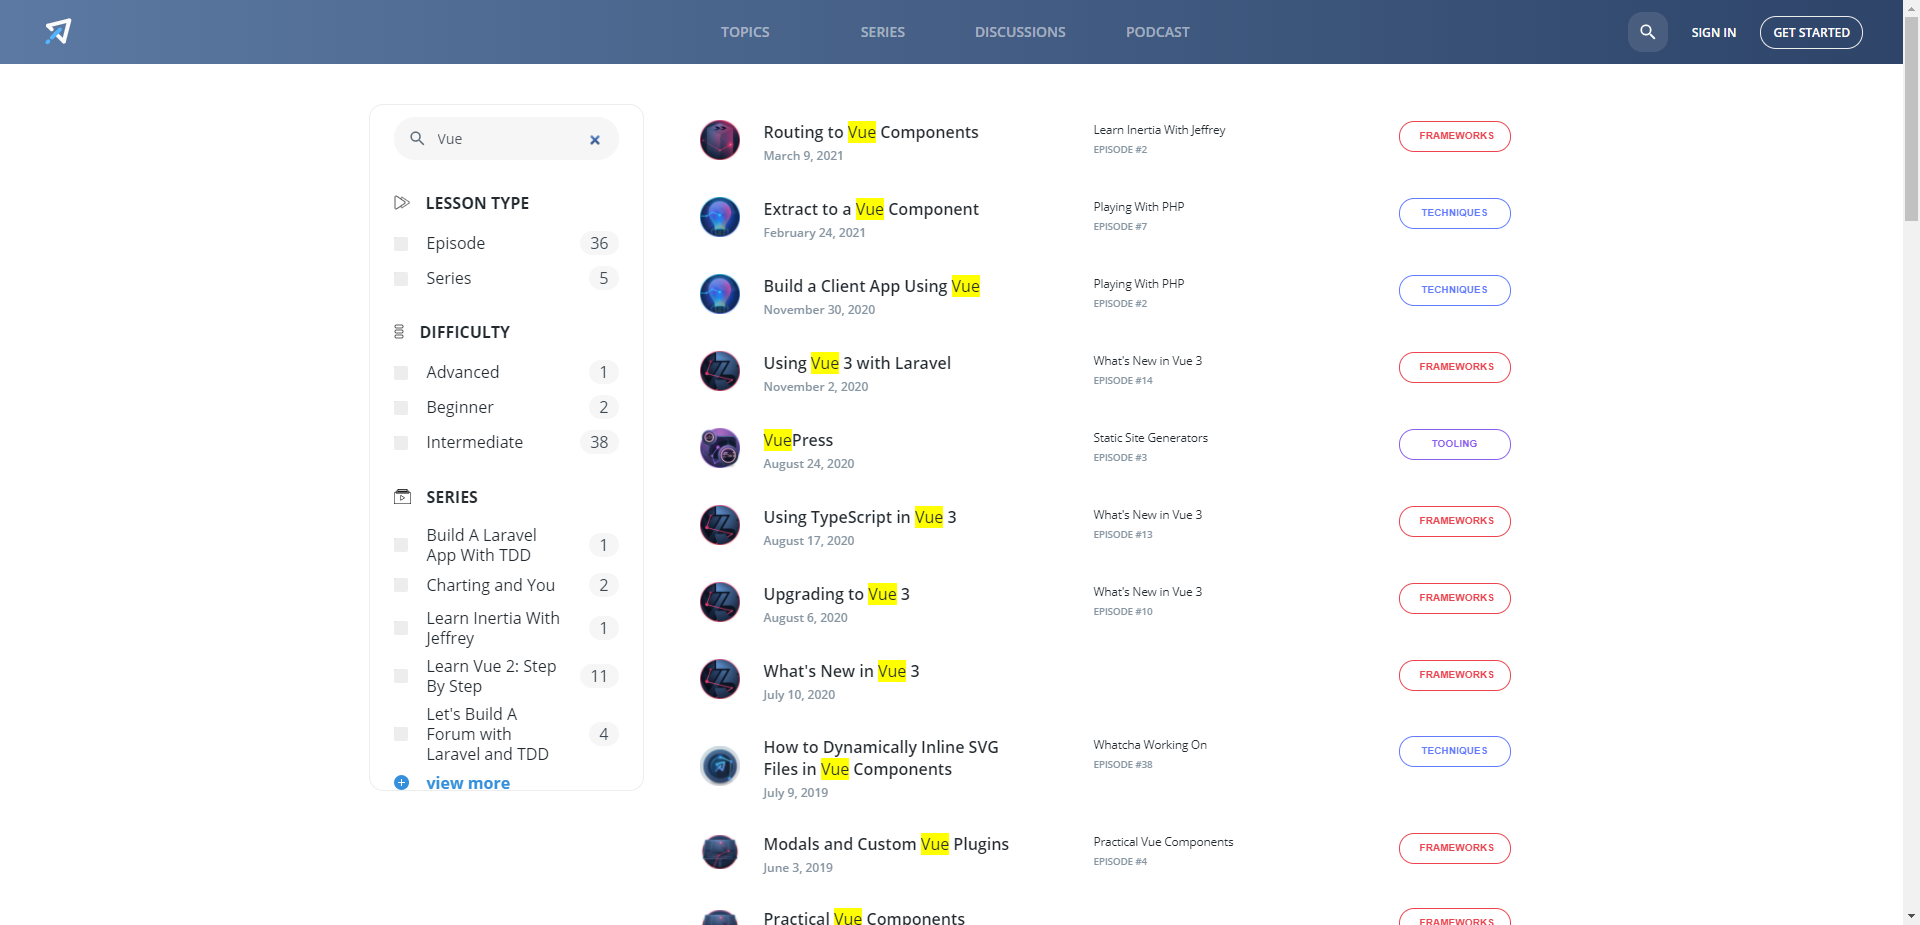 TOPICS
SERIES
DISCUSSIONS
PODCAST
SIGN IN
GET STARTED
Vue
LESSON TYPE
Episode 36
Series 5
DIFFICULTY
Advanced 1
Beginner 2
Intermediate 38
SERIES
Build A Laravel
App With TDD 1
Charting and You 2
Learn Inertia With
Jeffrey 1
Learn Vue 2: Step
By Step 11
Let's Build A
Forum with
Laravel and TDD 4
view more
Routing to Vue Components
March 9, 2021
Learn Inertia With Jeffrey
EPISODE #2
FRAMEWORKS
Extract to a Vue Component
February 24, 2021
Playing With PHP
EPISODE #7
TECHNIQUES
Build a Client App Using Vue
November 30, 2020
Playing With PHP
EPISODE #2
TECHNIQUES
Using Vue 3 with Laravel
November 2, 2020
What's New in Vue 3
EPISODE #14
FRAMEWORKS
VuePress
August 24, 2020
Static Site Generators
EPISODE #3
TOOLING
Using TypeScript in Vue 3
August 17, 2020
What's New in Vue 3
EPISODE #13
FRAMEWORKS
Upgrading to Vue 3
August 6, 2020
What's New in Vue 3
EPISODE #10
FRAMEWORKS
What's New in Vue 3
July 10, 2020
FRAMEWORKS
How to Dynamically Inline SVG
Files in Vue Components
July 9, 2019
Whatcha Working On
EPISODE #38
TECHNIQUES
Modals and Custom Vue Plugins
June 3, 2019
Practical Vue Components
EPISODE #4
FRAMEWORKS
Practical Vue Components
FRAMEWORKS